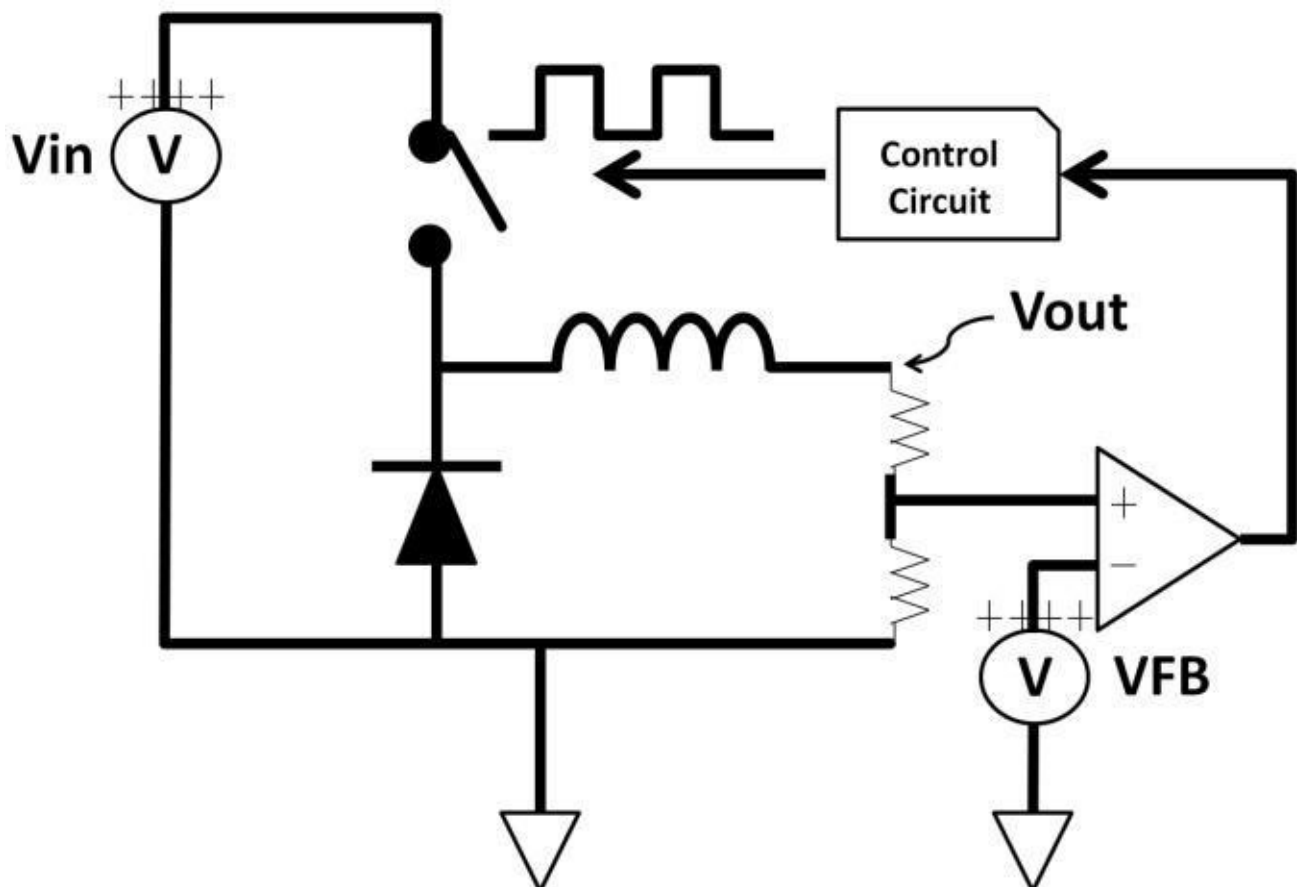 ++++
Vin
V
Control
Circuit
Vout
+
−
++++
V
VFB